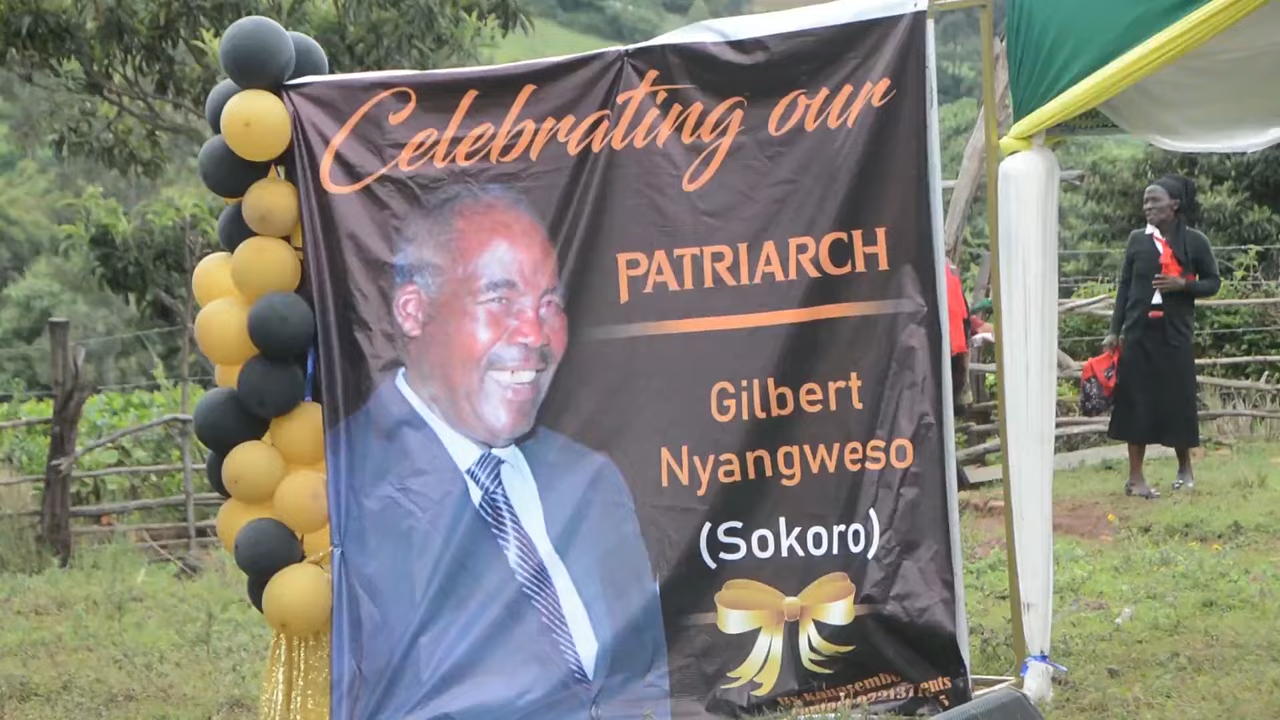 Celebrating our
PATRIARCH
Gilbert
Nyangweso
(Sokoro)